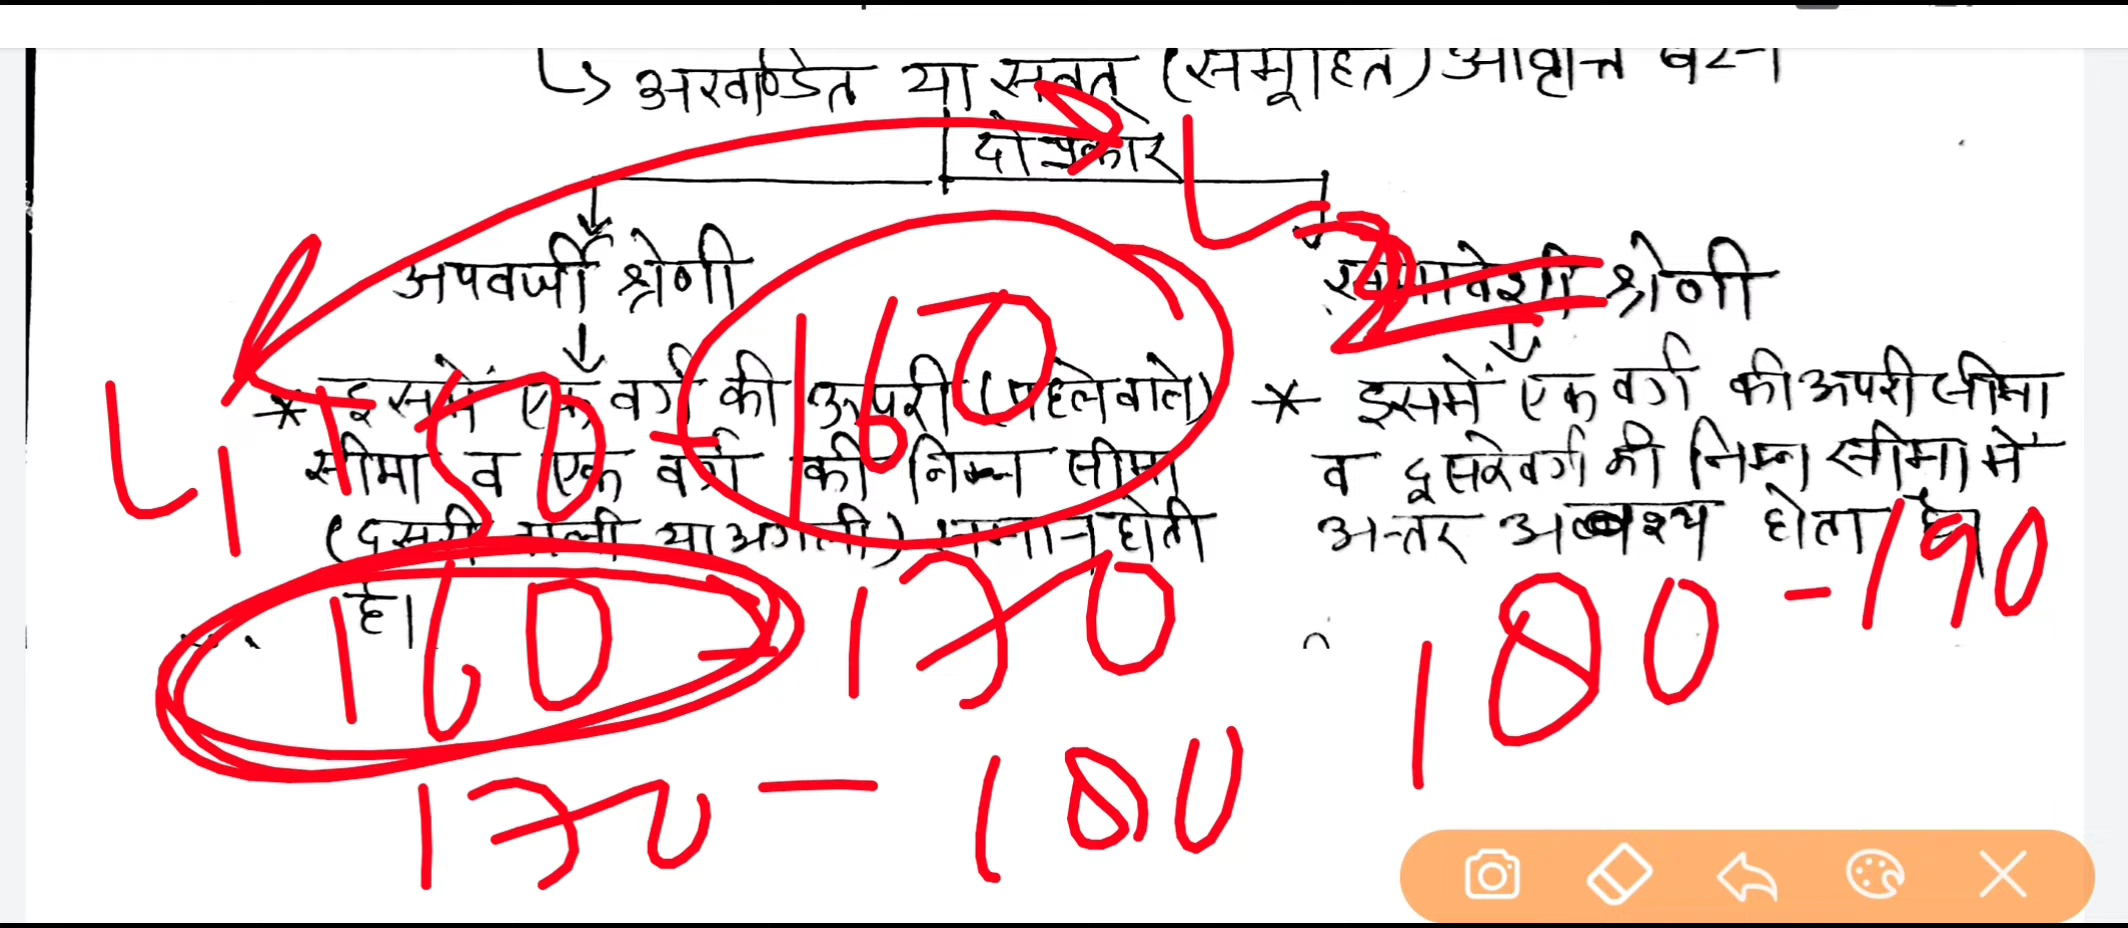 ↳ अखण्डित या सतत् (समूहित) आवृत्ति
दो प्रकार
अपवर्जी श्रेणी
* इसमें एक वर्ग की ऊपरी (पहले वाले)
सीमा व एक वर्ग की निम्न सीमा
(दूसरी वाली या अगली) समान होती
है।
समावेशी श्रेणी
* इसमें एक वर्ग की ऊपरी सीमा
व दूसरे वर्ग की निम्न सीमा में
अन्तर अवश्य होता है
150 - 160
160 - 170
170 - 180
180 - 190